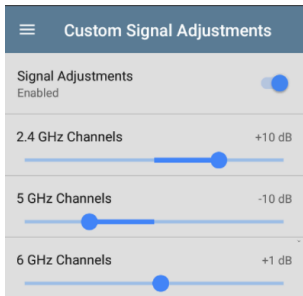 Custom Signal Adjustments
Signal Adjustments
Enabled
2.4 GHz Channels +10 dB
5 GHz Channels -10 dB
6 GHz Channels +1 dB